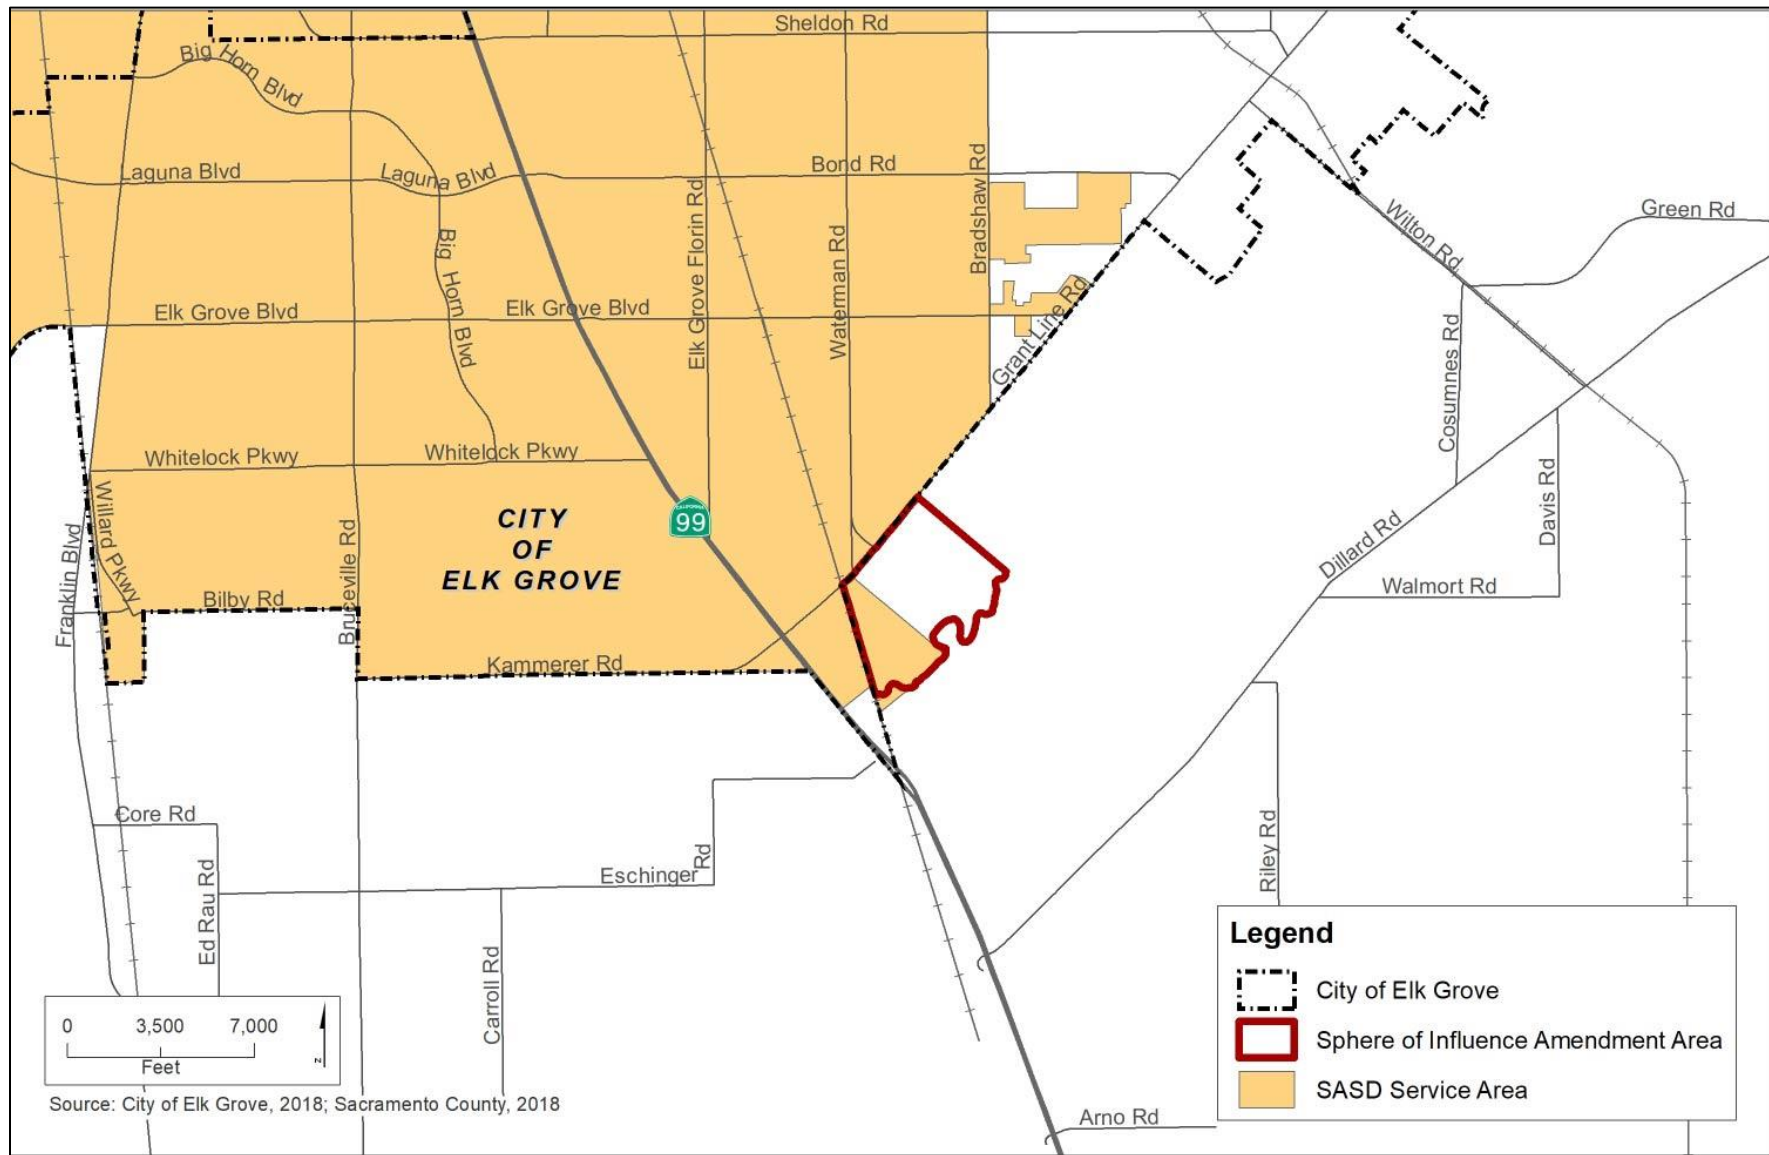 Sheldon Rd
Big Horn Blvd
Laguna Blvd
Laguna Blvd
Bond Rd
Bradshaw Rd
Elk Grove Florin Rd
Waterman Rd
Big Horn Blvd
Wilton Rd
Green Rd
Elk Grove Blvd
Elk Grove Blvd
Grant Line Rd
Cosumnes Rd
Whitelock Pkwy
Whitelock Pkwy
Davis Rd
Willard Pkwy
Franklin Blvd
Bruceville Rd
CITY
OF
ELK GROVE
CALIFORNIA
99
Dillard Rd
Walmort Rd
Bilby Rd
Kammerer Rd
Core Rd
Ed Rau Rd
Eschinger Rd
Carroll Rd
Riley Rd
Arno Rd
0 3,500 7,000
Feet
N
Source: City of Elk Grove, 2018; Sacramento County, 2018
Legend
City of Elk Grove
Sphere of Influence Amendment Area
SASD Service Area